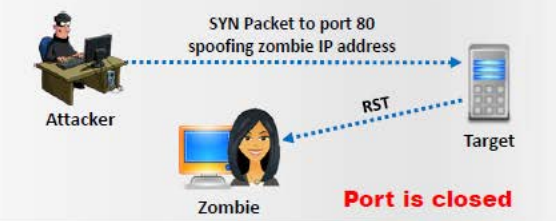 SYN Packet to port 80
spoofing zombie IP address
Attacker
RST
Target
Zombie
Port is closed